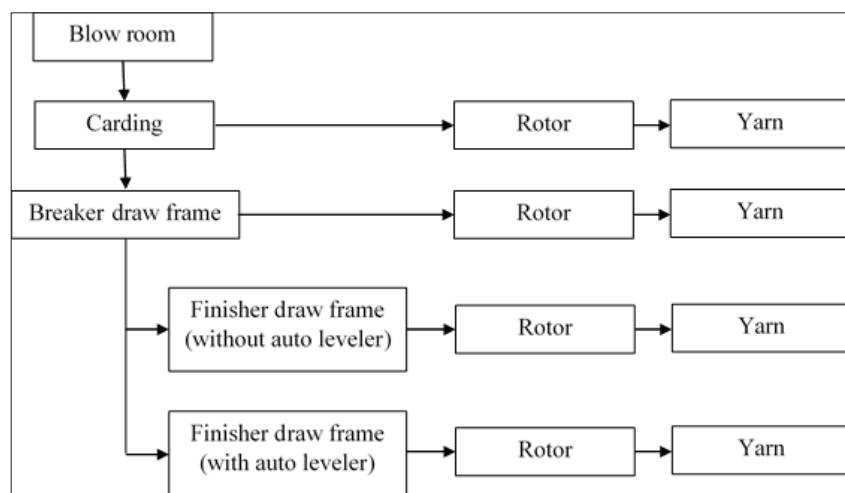 Blow room
Carding
Rotor
Yarn
Breaker draw frame
Rotor
Yarn
Finisher draw frame
(without auto leveler)
Rotor
Yarn
Finisher draw frame
(with auto leveler)
Rotor
Yarn